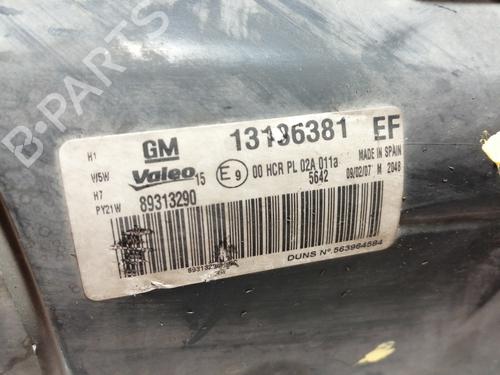 B-PARTS
H1
W5W
H7
PY21W
GM
Valeo 15
89313290
13196381 EF
E9 00 HCR PL 02A 011a
5642
MADE IN SPAIN
09/02/07 M 2048
DUNS Nº.563964584